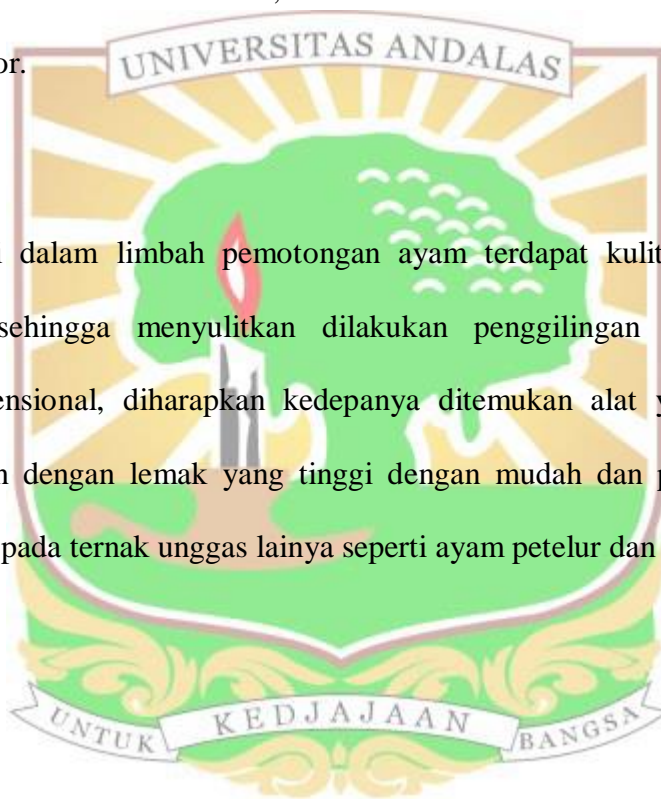 or.
UNIVERSITAS ANDALAS
dalam limbah pemotongan ayam terdapat kulit
sehingga menyulitkan dilakukan penggilingan
ensional, diharapkan kedepanya ditemukan alat y
dengan lemak yang tinggi dengan mudah dan p
pada ternak unggas lainya seperti ayam petelur dan
UNTUK KEDJAJAAN BANGSA